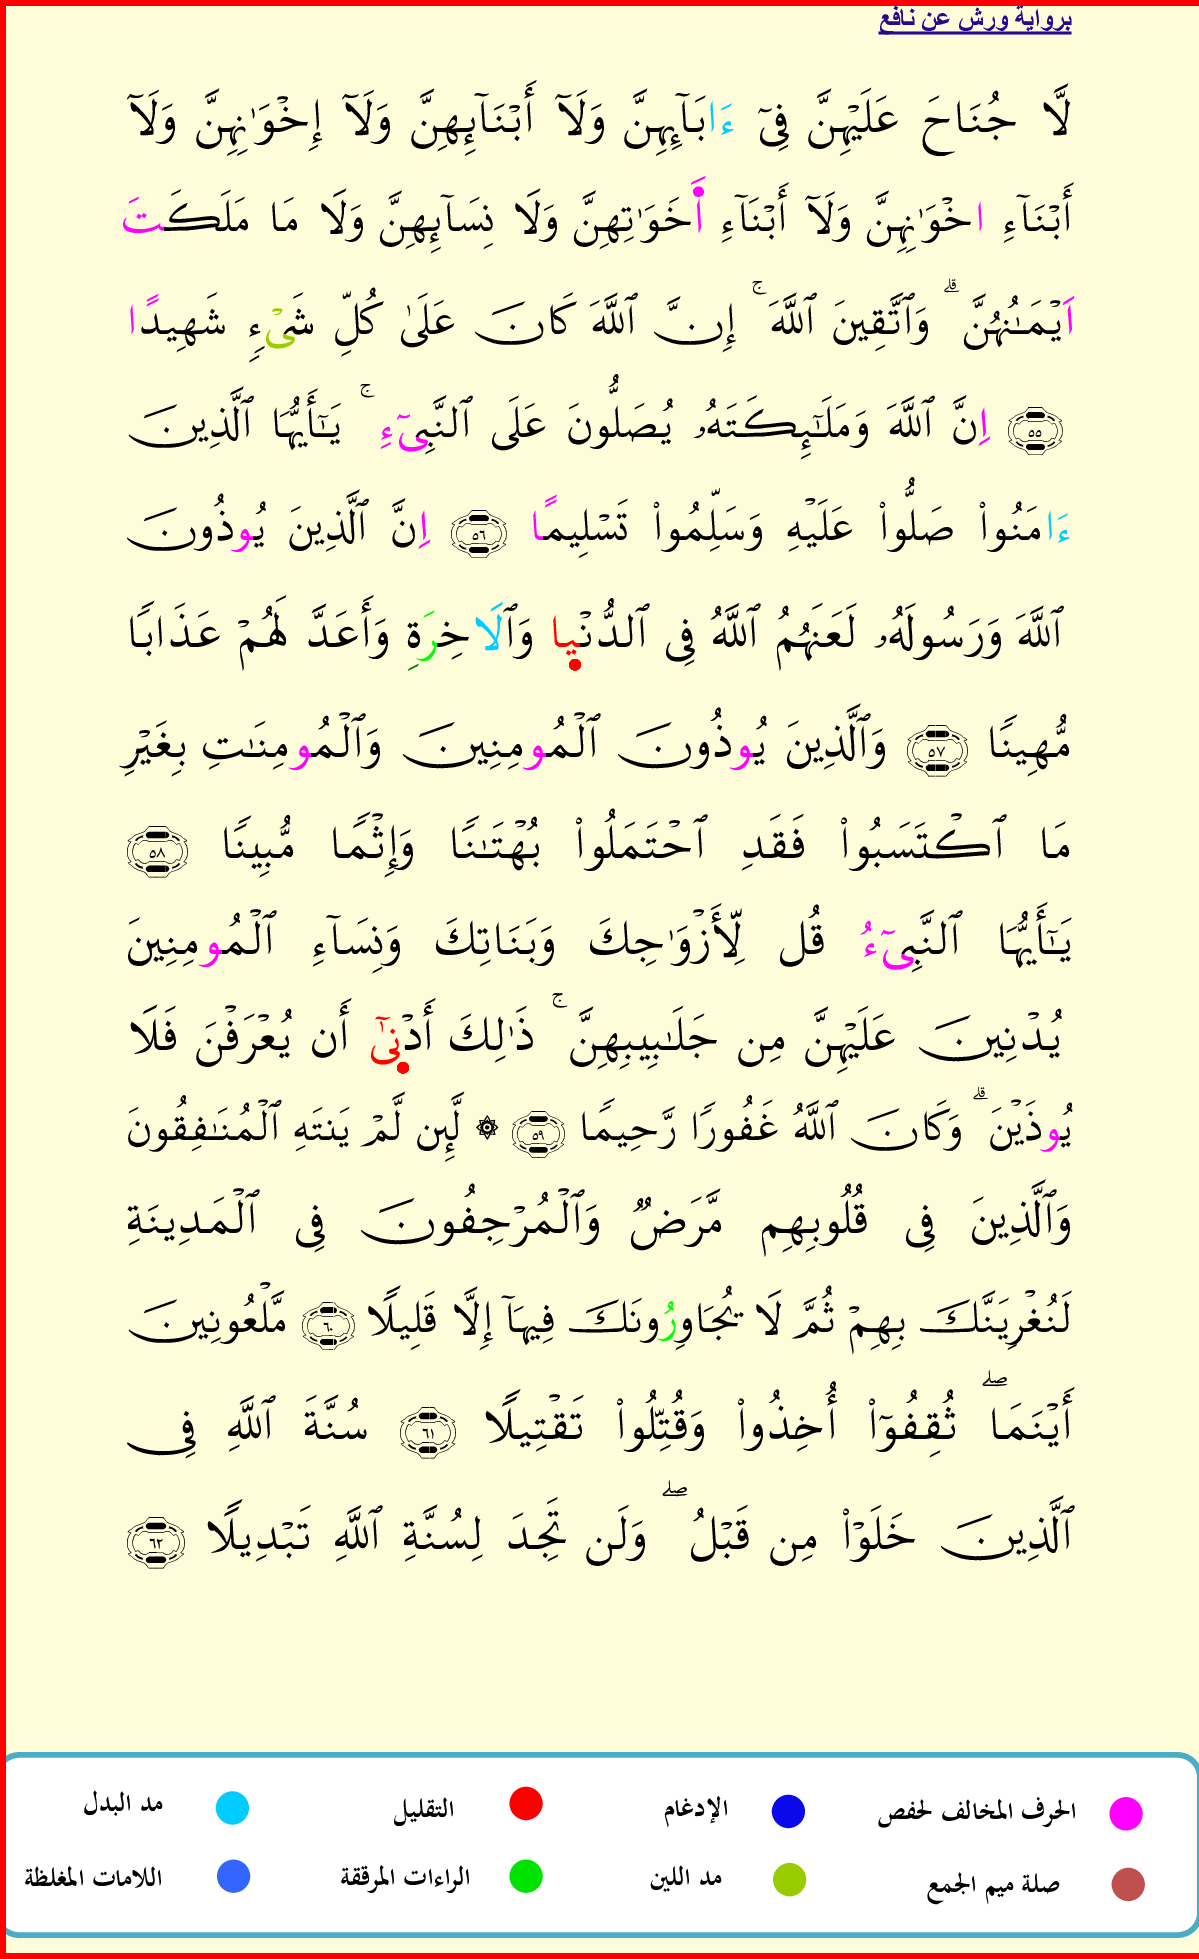 برواية ورش عن نافع
لَّا جُنَاحَ عَلَيْهِنَّ فِىٓ ءَابَآئِهِنَّ وَلَآ أَبْنَآئِهِنَّ وَلَآ إِخْوَٰنِهِنَّ وَلَآ
أَبْنَآءِ اخْوَٰنِهِنَّ وَلَآ أَبْنَآءِ أَخَوَٰتِهِنَّ وَلَا نِسَآئِهِنَّ وَلَا مَا مَلَكَتَ
اَيْمَـٰنُهُنَّ ۗ وَٱتَّقِينَ ٱللَّهَ ۚ إِنَّ ٱللَّهَ كَانَ عَلَىٰ كُلِّ شَىْءٍ شَهِيدًا
٥٥ اِنَّ ٱللَّهَ وَمَلَـٰٓئِكَتَهُۥ يُصَلُّونَ عَلَى ٱلنَّبِىٓءِ ۚ يَـٰٓأَيُّهَا ٱلَّذِينَ
ءَامَنُوا۟ صَلُّوا۟ عَلَيْهِ وَسَلِّمُوا۟ تَسْلِيمًا ٥٦ اِنَّ ٱلَّذِينَ يُوذُونَ
ٱللَّهَ وَرَسُولَهُۥ لَعَنَهُمُ ٱللَّهُ فِى ٱلدُّنْيا وَٱلَاخِرَةِ وَأَعَدَّ لَهُمْ عَذَابًا
مُّهِينًا ٥٧ وَٱلَّذِينَ يُوذُونَ ٱلْمُومِنِينَ وَٱلْمُومِنَـٰتِ بِغَيْرِ
مَا ٱكْتَسَبُوا۟ فَقَدِ ٱحْتَمَلُوا۟ بُهْتَـٰنًا وَإِثْمًا مُّبِينًا ٥٨
يَـٰٓأَيُّهَا ٱلنَّبِىٓءُ قُل لِّأَزْوَٰجِكَ وَبَنَاتِكَ وَنِسَآءِ ٱلْمُومِنِينَ
يُدْنِينَ عَلَيْهِنَّ مِن جَلَـٰبِيبِهِنَّ ۚ ذَٰلِكَ أَدْنىٰٓ أَن يُعْرَفْنَ فَلَا
يُوذَيْنَ ۗ وَكَانَ ٱللَّهُ غَفُورًا رَّحِيمًا ٥٩ ۞ لَّئِن لَّمْ يَنتَهِ ٱلْمُنَـٰفِقُونَ
وَٱلَّذِينَ فِى قُلُوبِهِم مَّرَضٌ وَٱلْمُرْجِفُونَ فِى ٱلْمَدِينَةِ
لَنُغْرِيَنَّكَ بِهِمْ ثُمَّ لَا يُجَاوِرُونَكَ فِيهَآ إِلَّا قَلِيلًا ٦٠ مَّلْعُونِينَ
أَيْنَمَا ۖ ثُقِفُوٓا۟ أُخِذُوا۟ وَقُتِّلُوا۟ تَقْتِيلًا ٦١ سُنَّةَ ٱللَّهِ فِى
ٱلَّذِينَ خَلَوْا۟ مِن قَبْلُ ۖ وَلَن تَجِدَ لِسُنَّةِ ٱللَّهِ تَبْدِيلًا ٦٢
الحرف المخالف لحفص الإدغام التقليل مد البدل
صلة ميم الجمع مد اللين الراءات المرققة اللامات المغلظة